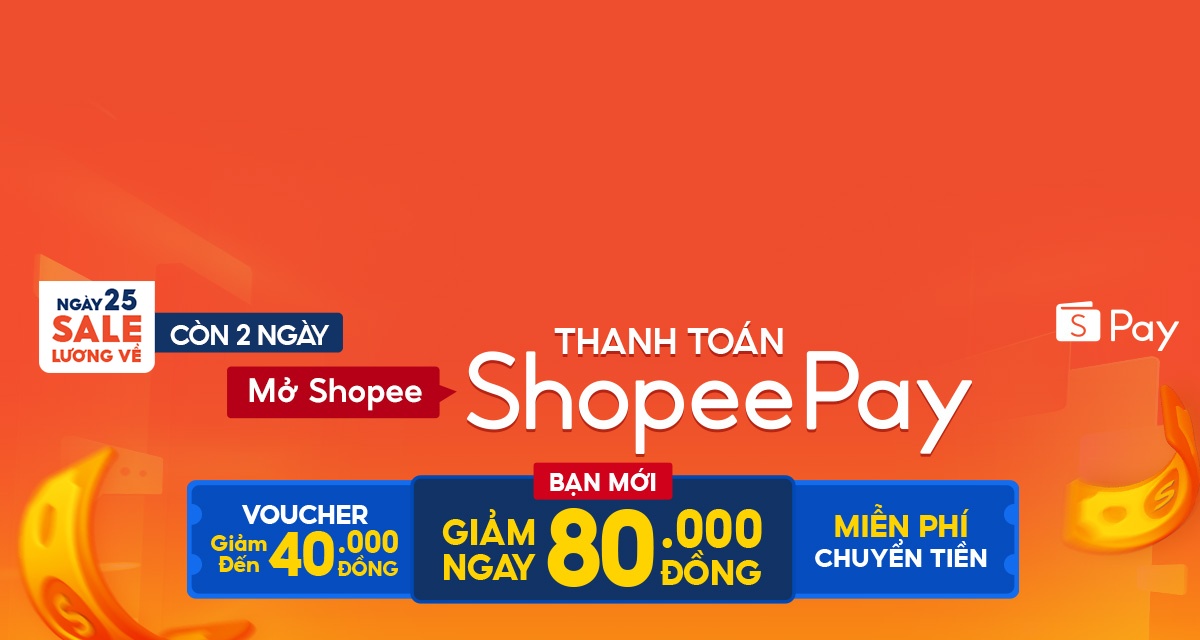 NGÀY 25
SALE
LƯƠNG VỀ
CÒN 2 NGÀY
Mở Shopee
THANH TOÁN
ShopeePay
S Pay
VOUCHER
Giảm Đến 40.000 ĐỒNG
BẠN MỚI
GIẢM NGAY 80.000 ĐỒNG
MIỄN PHÍ
CHUYỂN TIỀN
S
S